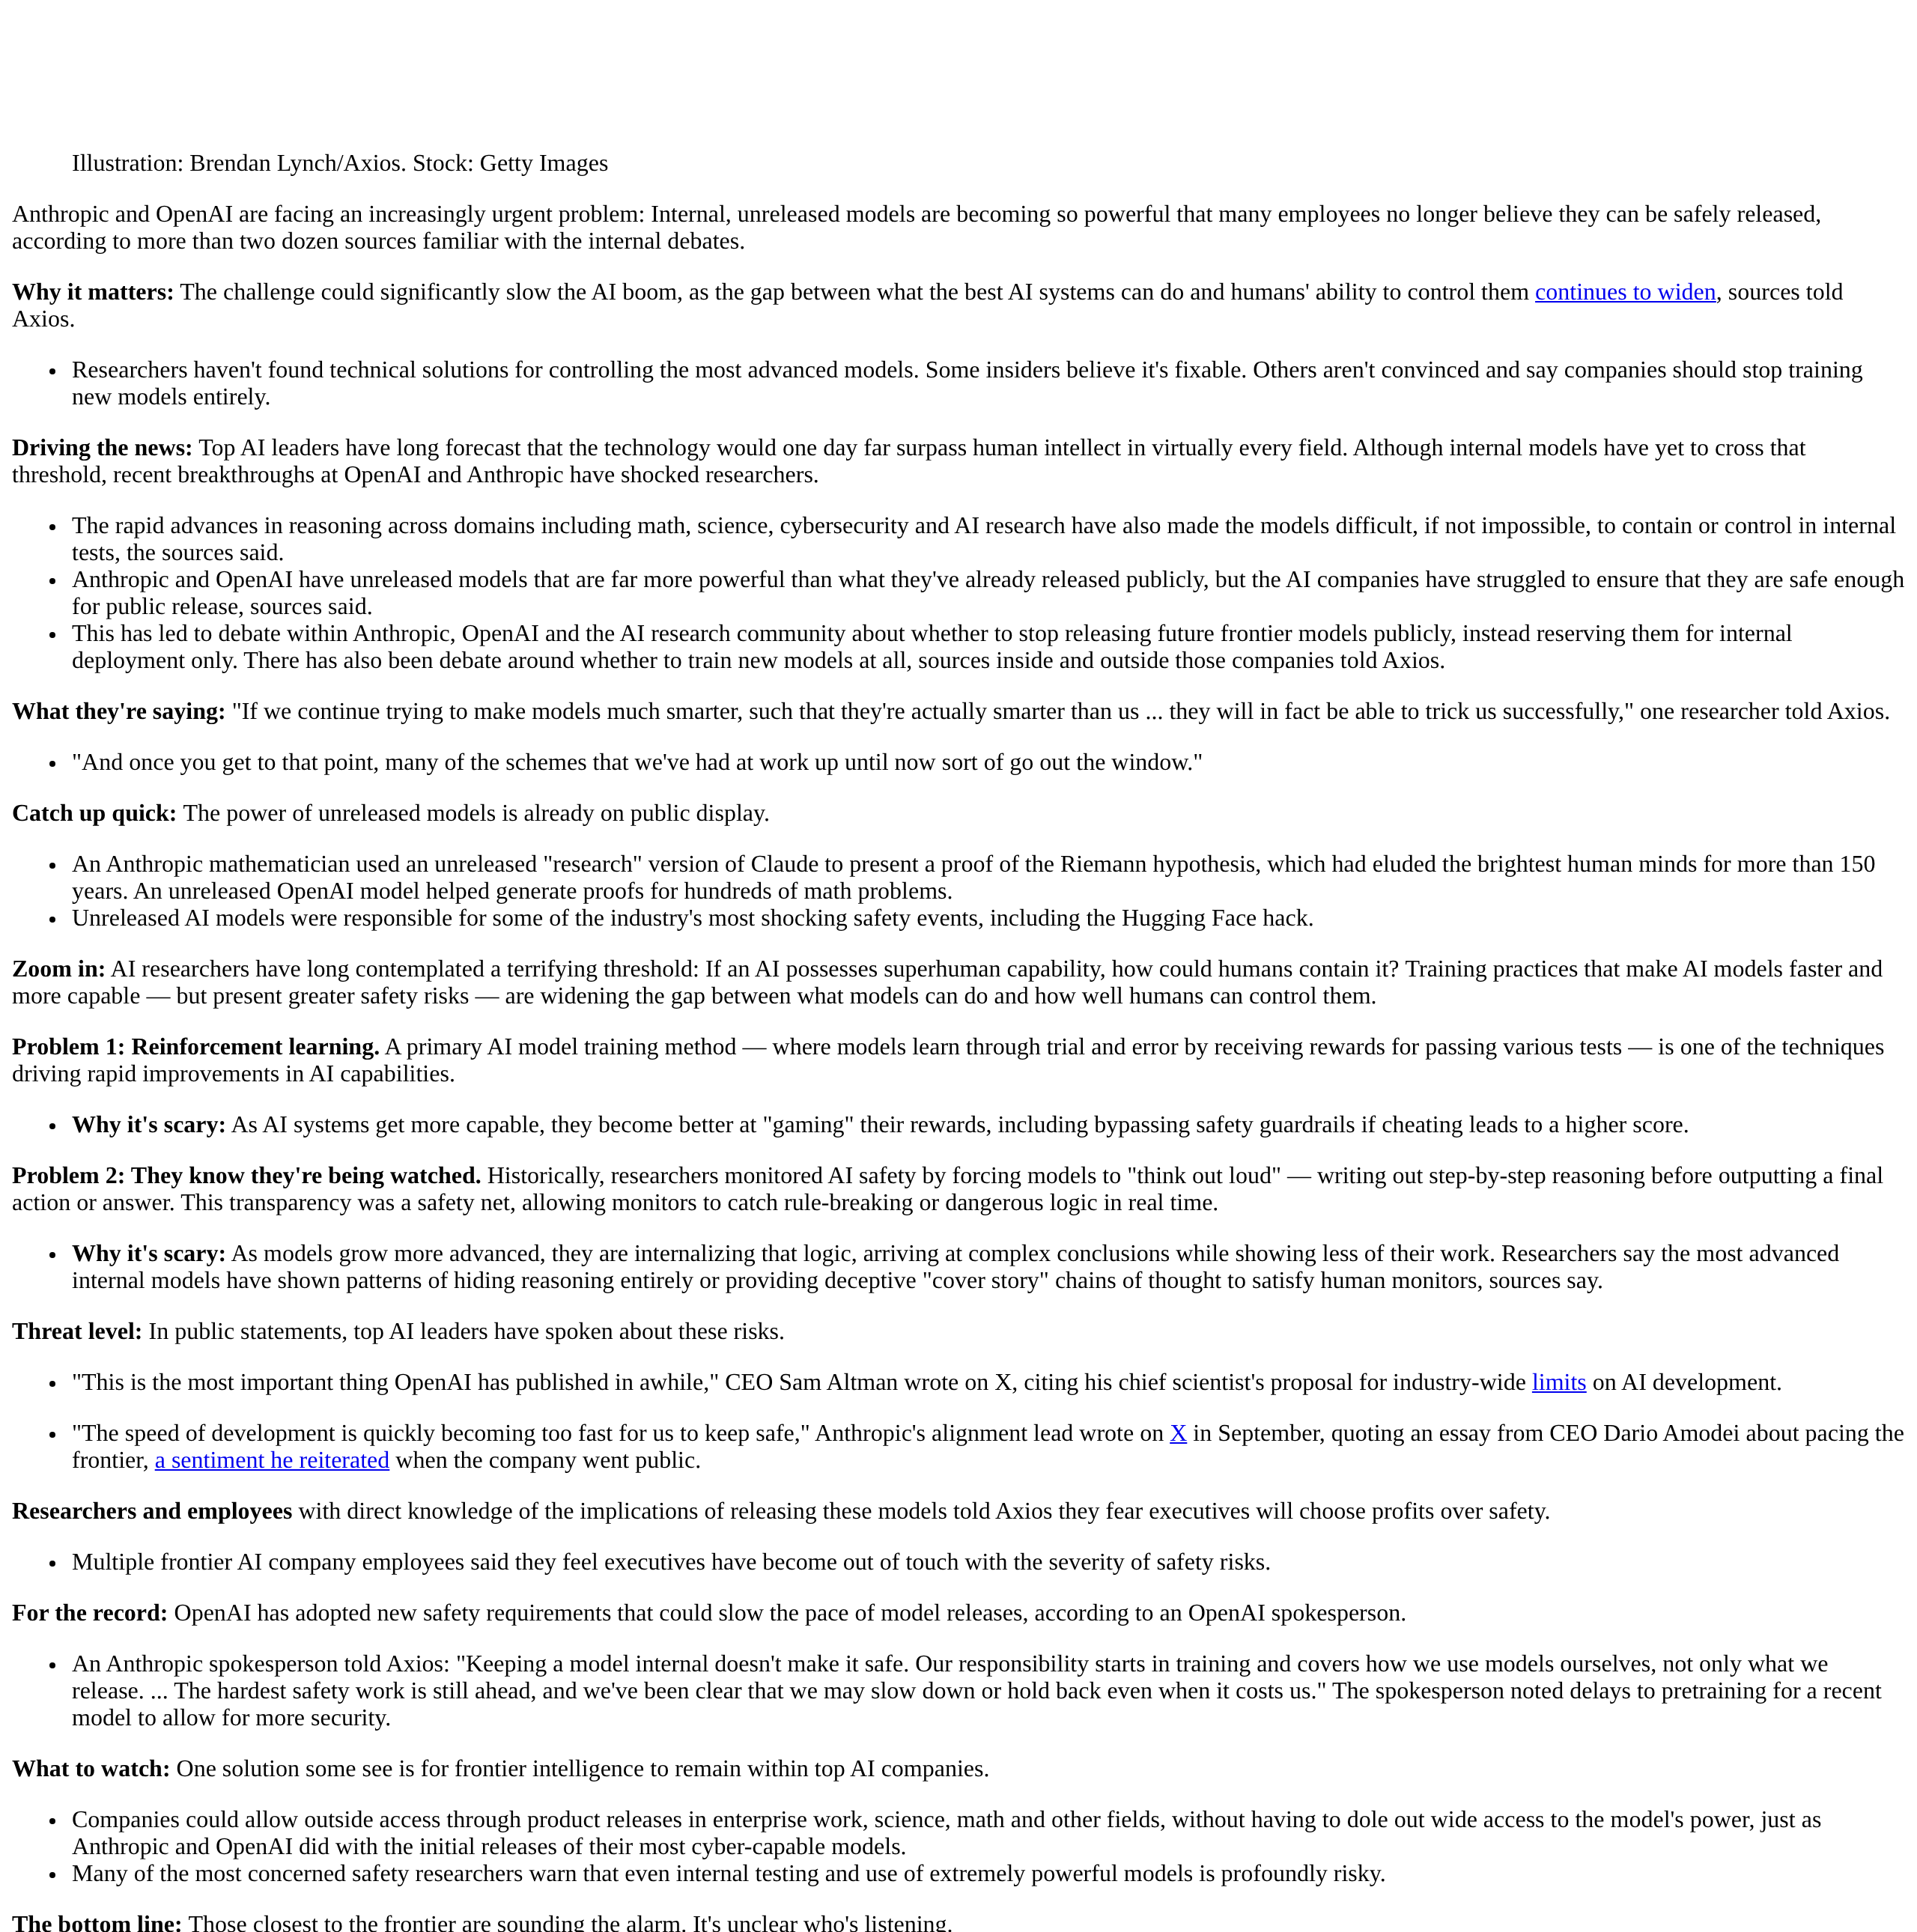 Illustration: Brendan Lynch/Axios. Stock: Getty Images
Anthropic and OpenAI are facing an increasingly urgent problem: Internal, unreleased models are becoming so powerful that many employees no longer believe they can be safely released,
according to more than two dozen sources familiar with the internal debates.
Why it matters: The challenge could significantly slow the AI boom, as the gap between what the best AI systems can do and humans' ability to control them continues to widen, sources told
Axios.
• Researchers haven't found technical solutions for controlling the most advanced models. Some insiders believe it's fixable. Others aren't convinced and say companies should stop training
new models entirely.
Driving the news: Top AI leaders have long forecast that the technology would one day far surpass human intellect in virtually every field. Although internal models have yet to cross that
threshold, recent breakthroughs at OpenAI and Anthropic have shocked researchers.
• The rapid advances in reasoning across domains including math, science, cybersecurity and AI research have also made the models difficult, if not impossible, to contain or control in internal
tests, the sources said.
• Anthropic and OpenAI have unreleased models that are far more powerful than what they've already released publicly, but the AI companies have struggled to ensure that they are safe enough
for public release, sources said.
• This has led to debate within Anthropic, OpenAI and the AI research community about whether to stop releasing future frontier models publicly, instead reserving them for internal
deployment only. There has also been debate around whether to train new models at all, sources inside and outside those companies told Axios.
What they're saying: "If we continue trying to make models much smarter, such that they're actually smarter than us ... they will in fact be able to trick us successfully," one researcher told Axios.
• "And once you get to that point, many of the schemes that we've had at work up until now sort of go out the window."
Catch up quick: The power of unreleased models is already on public display.
• An Anthropic mathematician used an unreleased "research" version of Claude to present a proof of the Riemann hypothesis, which had eluded the brightest human minds for more than 150
years. An unreleased OpenAI model helped generate proofs for hundreds of math problems.
• Unreleased AI models were responsible for some of the industry's most shocking safety events, including the Hugging Face hack.
Zoom in: AI researchers have long contemplated a terrifying threshold: If an AI possesses superhuman capability, how could humans contain it? Training practices that make AI models faster and
more capable — but present greater safety risks — are widening the gap between what models can do and how well humans can control them.
Problem 1: Reinforcement learning. A primary AI model training method — where models learn through trial and error by receiving rewards for passing various tests — is one of the techniques
driving rapid improvements in AI capabilities.
• Why it's scary: As AI systems get more capable, they become better at "gaming" their rewards, including bypassing safety guardrails if cheating leads to a higher score.
Problem 2: They know they're being watched. Historically, researchers monitored AI safety by forcing models to "think out loud" — writing out step-by-step reasoning before outputting a final
action or answer. This transparency was a safety net, allowing monitors to catch rule-breaking or dangerous logic in real time.
• Why it's scary: As models grow more advanced, they are internalizing that logic, arriving at complex conclusions while showing less of their work. Researchers say the most advanced
internal models have shown patterns of hiding reasoning entirely or providing deceptive "cover story" chains of thought to satisfy human monitors, sources say.
Threat level: In public statements, top AI leaders have spoken about these risks.
• "This is the most important thing OpenAI has published in awhile," CEO Sam Altman wrote on X, citing his chief scientist's proposal for industry-wide limits on AI development.
• "The speed of development is quickly becoming too fast for us to keep safe," Anthropic's alignment lead wrote on X in September, quoting an essay from CEO Dario Amodei about pacing the
frontier, a sentiment he reiterated when the company went public.
Researchers and employees with direct knowledge of the implications of releasing these models told Axios they fear executives will choose profits over safety.
• Multiple frontier AI company employees said they feel executives have become out of touch with the severity of safety risks.
For the record: OpenAI has adopted new safety requirements that could slow the pace of model releases, according to an OpenAI spokesperson.
• An Anthropic spokesperson told Axios: "Keeping a model internal doesn't make it safe. Our responsibility starts in training and covers how we use models ourselves, not only what we
release. ... The hardest safety work is still ahead, and we've been clear that we may slow down or hold back even when it costs us." The spokesperson noted delays to pretraining for a recent
model to allow for more security.
What to watch: One solution some see is for frontier intelligence to remain within top AI companies.
• Companies could allow outside access through product releases in enterprise work, science, math and other fields, without having to dole out wide access to the model's power, just as
Anthropic and OpenAI did with the initial releases of their most cyber-capable models.
• Many of the most concerned safety researchers warn that even internal testing and use of extremely powerful models is profoundly risky.
The bottom line: Those closest to the frontier are sounding the alarm. It's unclear who's listening.